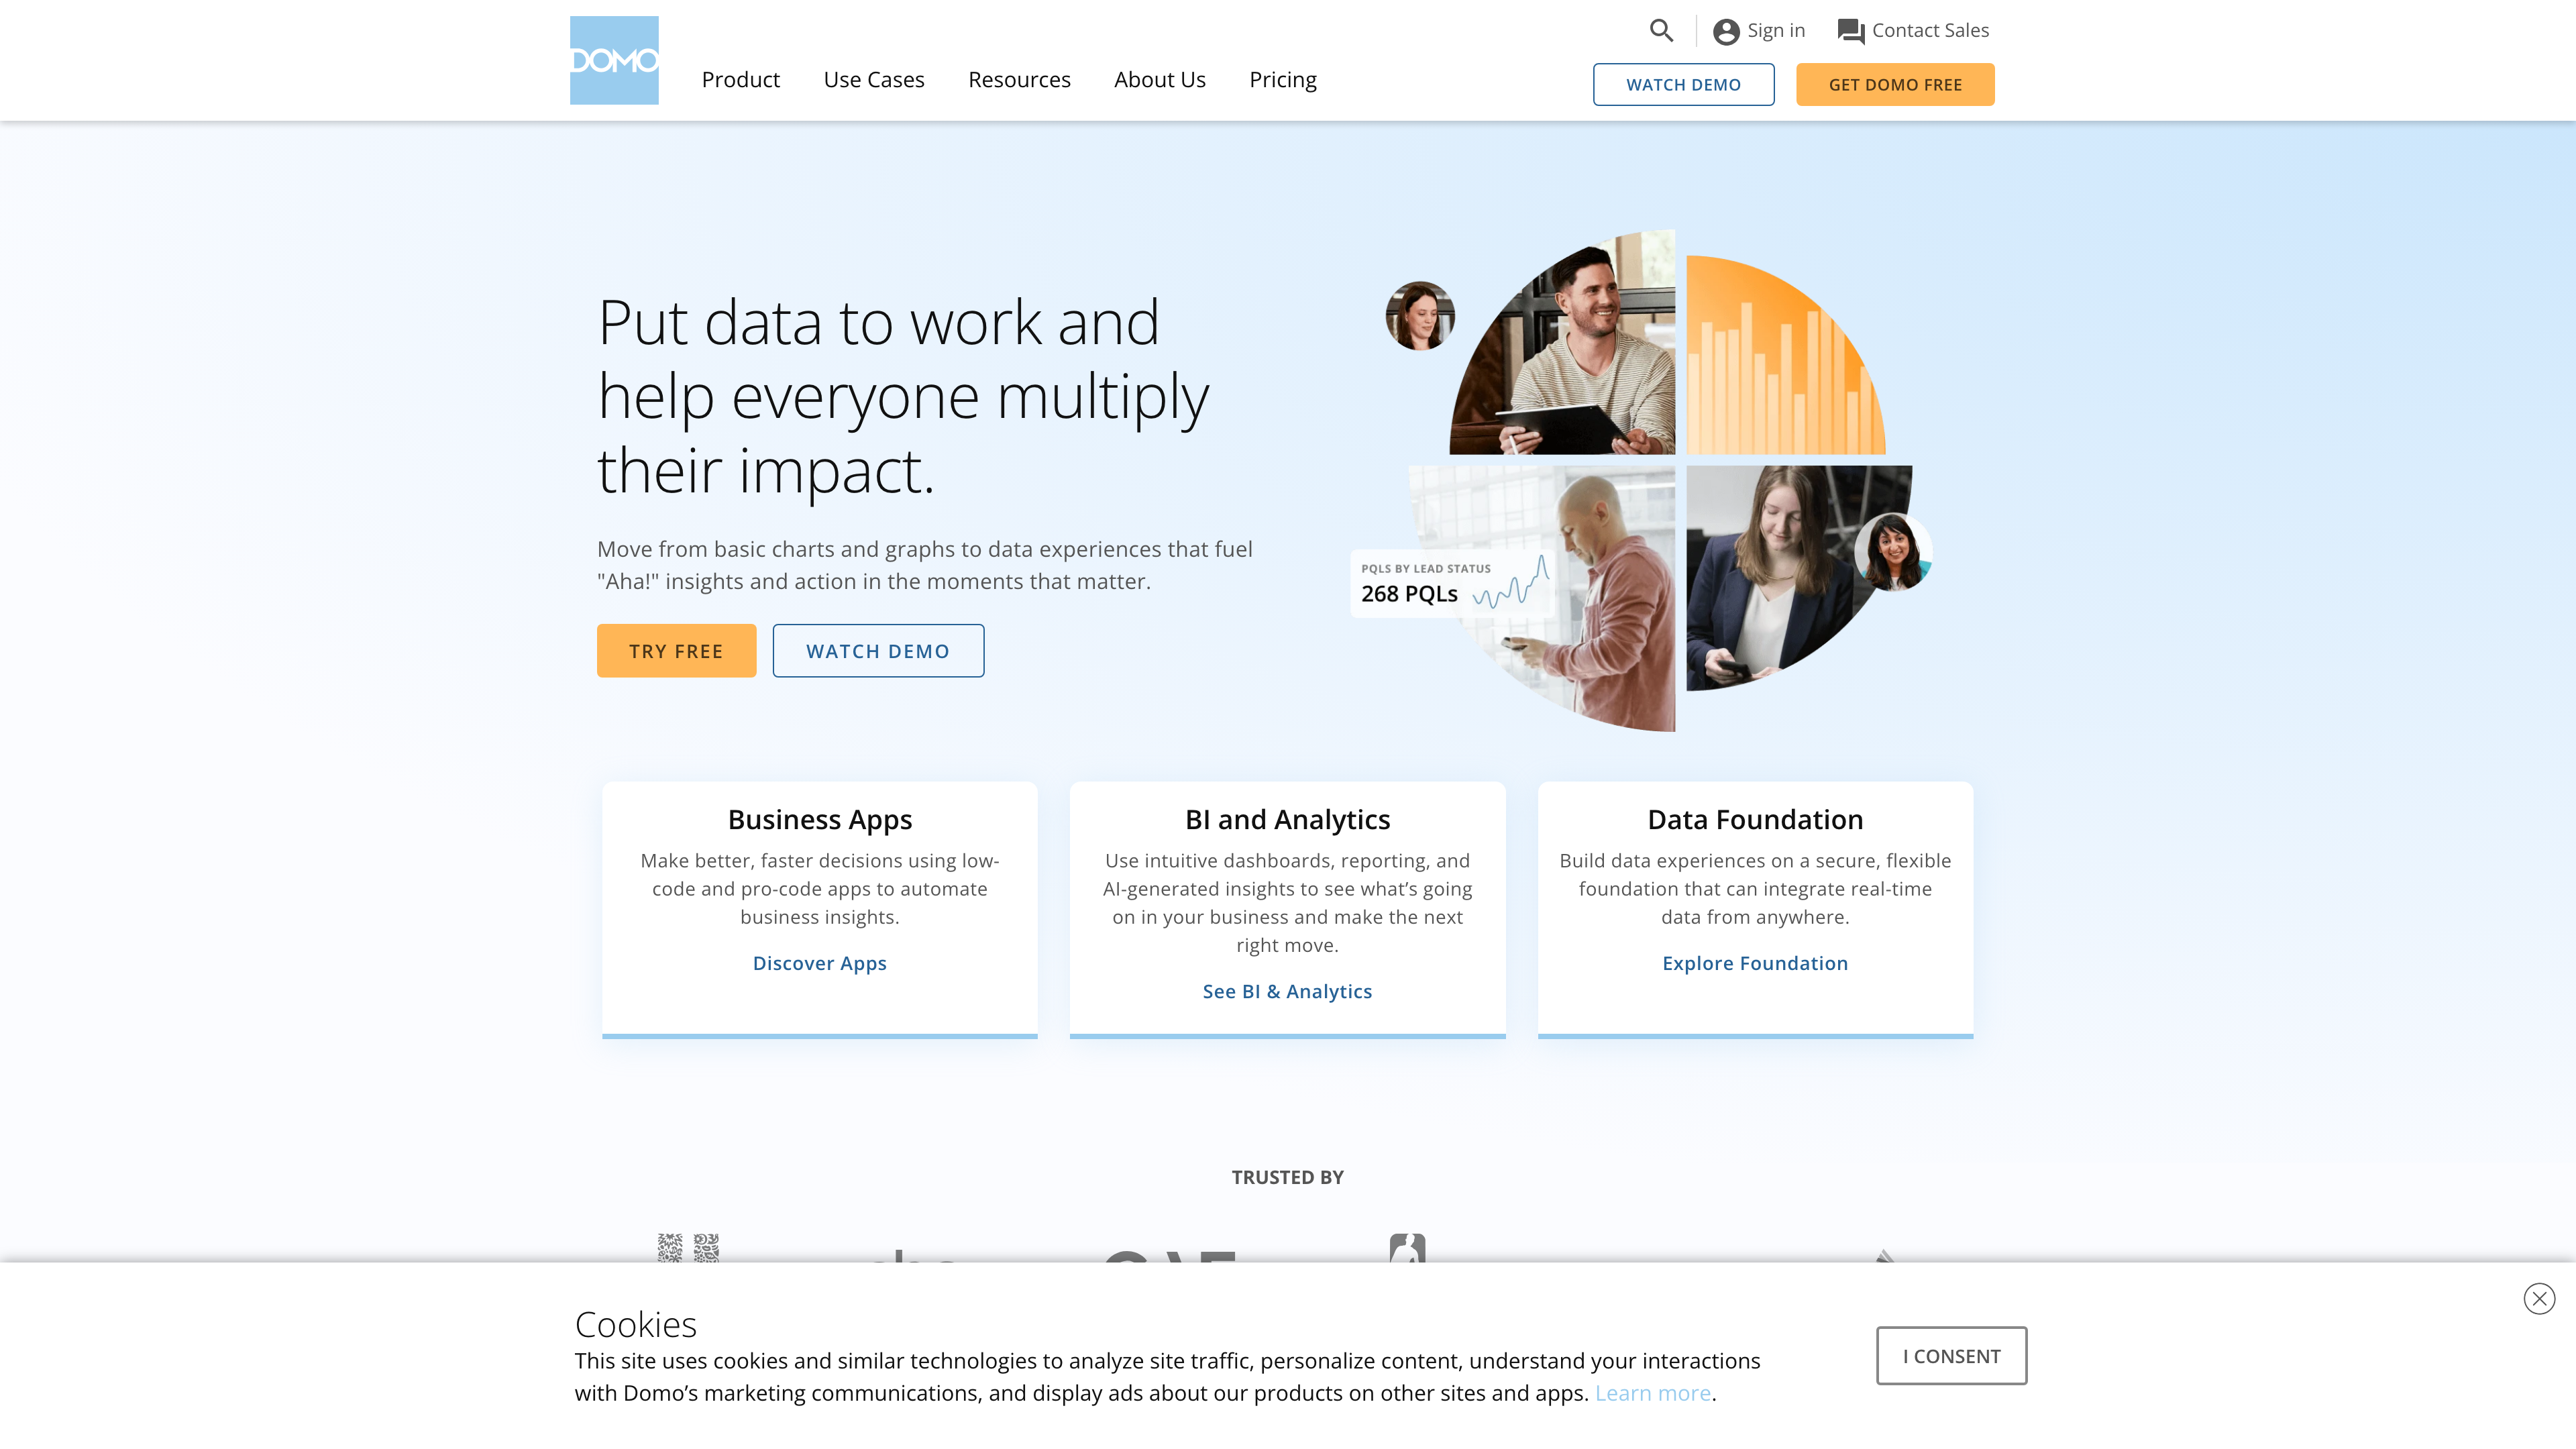 DOMO
Product
Use Cases
Resources
About Us
Pricing
Sign in
Contact Sales
WATCH DEMO
GET DOMO FREE
Put data to work and
help everyone multiply
their impact.
Move from basic charts and graphs to data experiences that fuel
"Aha!" insights and action in the moments that matter.
TRY FREE
WATCH DEMO
PQLS BY LEAD STATUS
268 PQLs
Business Apps
Make better, faster decisions using low-
code and pro-code apps to automate
business insights.
Discover Apps
BI and Analytics
Use intuitive dashboards, reporting, and
AI-generated insights to see what’s going
on in your business and make the next
right move.
See BI & Analytics
Data Foundation
Build data experiences on a secure, flexible
foundation that can integrate real-time
data from anywhere.
Explore Foundation
TRUSTED BY
Cookies
This site uses cookies and similar technologies to analyze site traffic, personalize content, understand your interactions
with Domo’s marketing communications, and display ads about our products on other sites and apps. Learn more.
I CONSENT